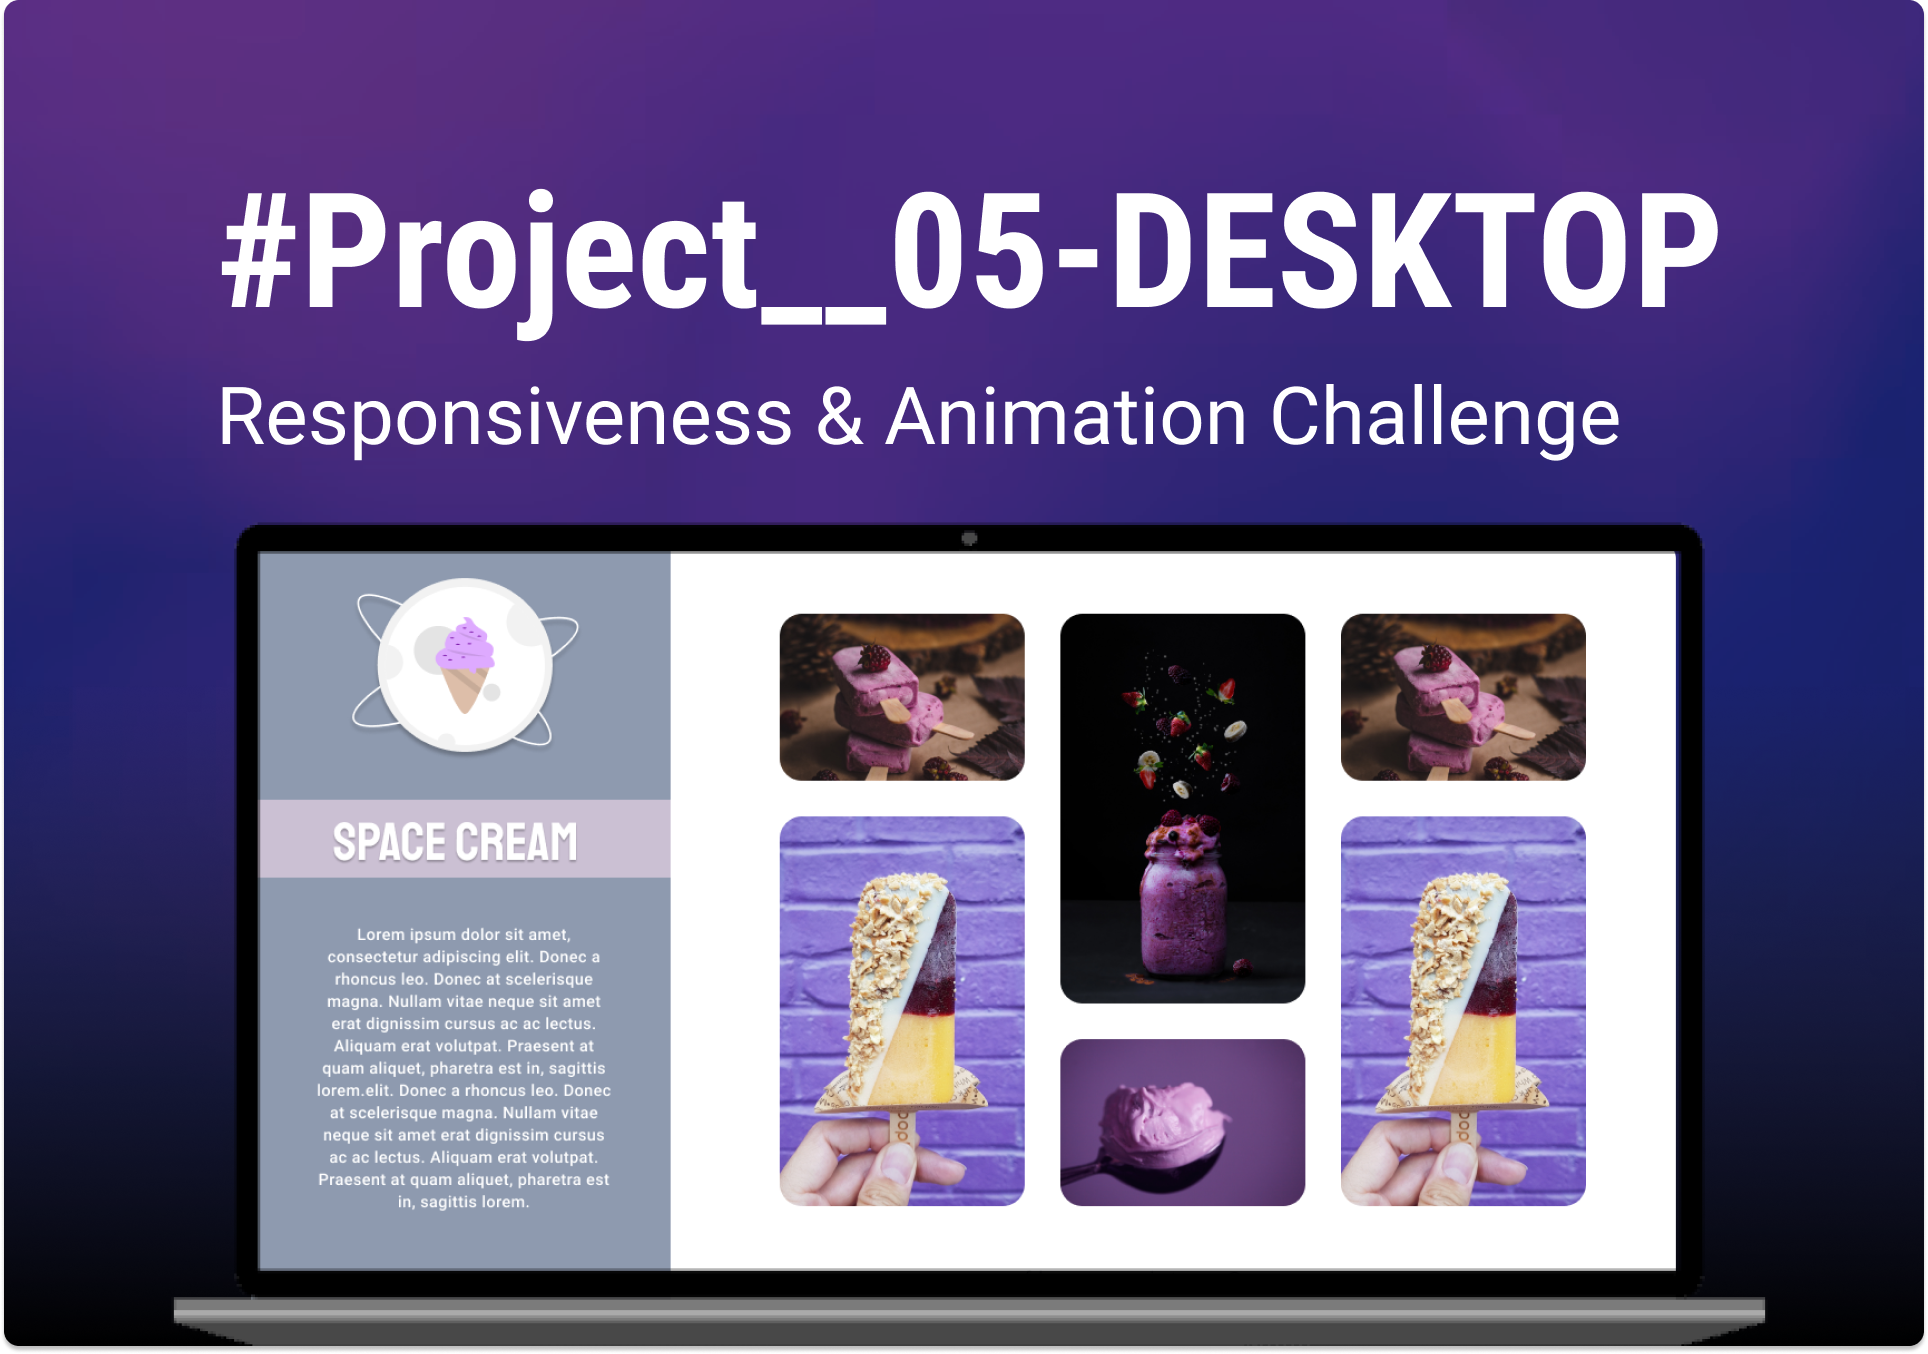 #Project__05-DESKTOP
Responsiveness & Animation Challenge
SPACE CREAM
Lorem ipsum dolor sit amet,
consectetur adipiscing elit. Donec a
rhoncus leo. Donec at scelerisque
magna. Nullam vitae neque sit amet
erat dignissim cursus ac ac lectus.
Aliquam erat volutpat. Praesent at
quam aliquet, pharetra est in, sagittis
lorem.elit. Donec a rhoncus leo. Donec
at scelerisque magna. Nullam vitae
neque sit amet erat dignissim cursus
ac ac lectus. Aliquam erat volutpat.
Praesent at quam aliquet, pharetra est
in, sagittis lorem.